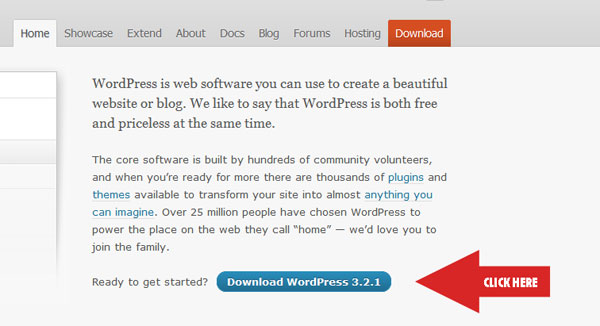 Home Showcase Extend About Docs Blog Forums Hosting Download
WordPress is web software you can use to create a beautiful
website or blog. We like to say that WordPress is both free
and priceless at the same time.
The core software is built by hundreds of community volunteers,
and when you’re ready for more there are thousands of plugins and
themes available to transform your site into almost anything you
can imagine. Over 25 million people have chosen WordPress to
power the place on the web they call “home” — we’d love you to
join the family.
Ready to get started? Download WordPress 3.2.1 CLICK HERE